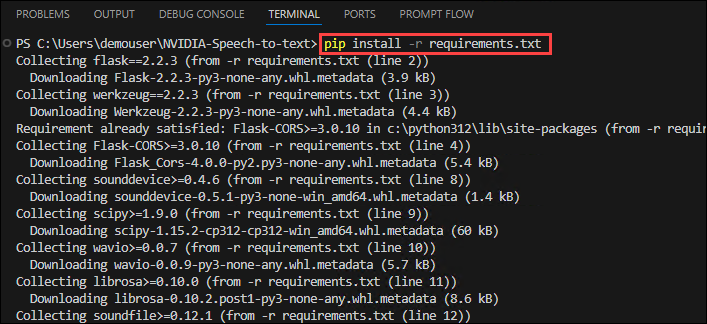 PROBLEMS OUTPUT DEBUG CONSOLE TERMINAL PORTS PROMPT FLOW
PS C:\Users\demouser\NVIDIA-Speech-to-text> pip install -r requirements.txt
Collecting flask==2.2.3 (from -r requirements.txt (line 2))
Downloading Flask-2.2.3-py3-none-any.whl.metadata (3.9 kB)
Collecting werkzeug==2.2.3 (from -r requirements.txt (line 3))
Downloading Werkzeug-2.2.3-py3-none-any.whl.metadata (4.4 kB)
Requirement already satisfied: Flask-CORS>=3.0.10 in c:\python312\lib\site-packages (from -r requi
Collecting Flask-CORS>=3.0.10 (from -r requirements.txt (line 4))
Downloading Flask_Cors-4.0.0-py2.py3-none-any.whl.metadata (5.4 kB)
Collecting sounddevice>=0.4.6 (from -r requirements.txt (line 8))
Downloading sounddevice-0.5.1-py3-none-win_amd64.whl.metadata (1.4 kB)
Collecting scipy>=1.9.0 (from -r requirements.txt (line 9))
Downloading scipy-1.15.2-cp312-cp312-win_amd64.whl.metadata (60 kB)
Collecting wavio>=0.0.7 (from -r requirements.txt (line 10))
Downloading wavio-0.0.9-py3-none-any.whl.metadata (5.7 kB)
Collecting librosa>=0.10.0 (from -r requirements.txt (line 11))
Downloading librosa-0.10.2.post1-py3-none-any.whl.metadata (8.6 kB)
Collecting soundfile>=0.12.1 (from -r requirements.txt (line 12))